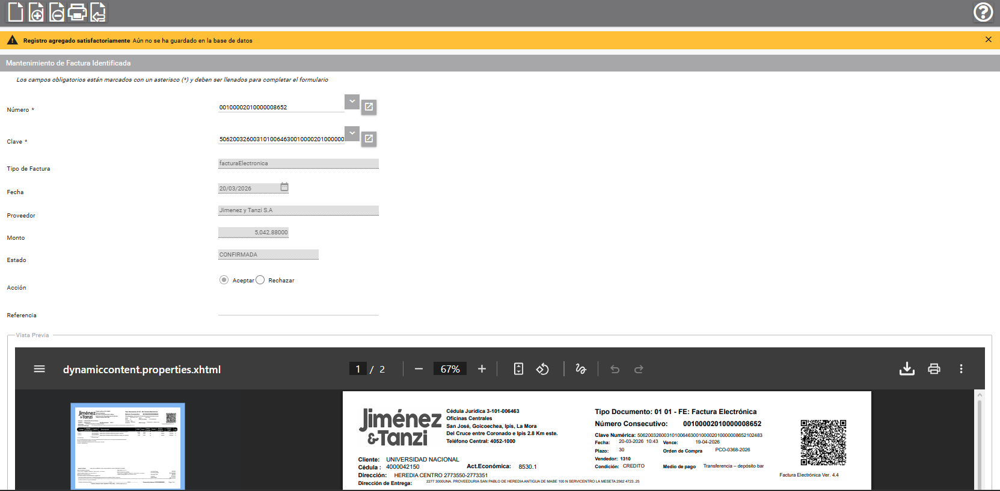 Registro agregado satisfactoriamente Aún no se ha guardado en la base de datos
Mantenimiento de Factura Identificada
Los campos obligatorios están marcados con un asterisco (*) y deben ser llenados para completar el formulario
Número *
00100002010000008652
Clave *
50620032600310100646300100002010000000
Tipo de Factura
facturaElectronica
Fecha
20/03/2026
Proveedor
Jimenez y Tanzi S.A
Monto
5,042.88000
Estado
CONFIRMADA
Acción
Aceptar Rechazar
Referencia
Vista Previa
dynamiccontent.properties.xhtml
1 / 2
67%
Jiménez &Tanzi
Cédula Jurídica 3-101-006463
Oficinas Centrales
San José, Goicoechea, Ipís, La Mora
Del Cruce entre Coronado e Ipis 2.8 Km este.
Teléfono Central: 4052-1000
Tipo Documento: 01 01 - FE: Factura Electrónica
Número Consecutivo: 00100002010000008652
Clave Numérica: 50620032600310100646300100002010000008652102483
Fecha: 20-03-2026 10:43 Vence: 19-04-2026
Plazo: 30 Orden de Compra PCO-0368-2026
Vendedor: 1310
Condición: CREDITO Medio de pago Transferencia – depósito bar
Factura Electrónica Ver. 4.4
Cliente: UNIVERSIDAD NACIONAL
Cédula : 4000042150 Act.Económica: 8530.1
Dirección: HEREDIA CENTRO 2773550-2773351
Dirección de Entrega: 2277 3000UNA. PROVEEDURIA SAN PABLO DE HEREDIA ANTIGUA DE MABE 100 N SERVICENTRO LA MESETA 2562 4723..25